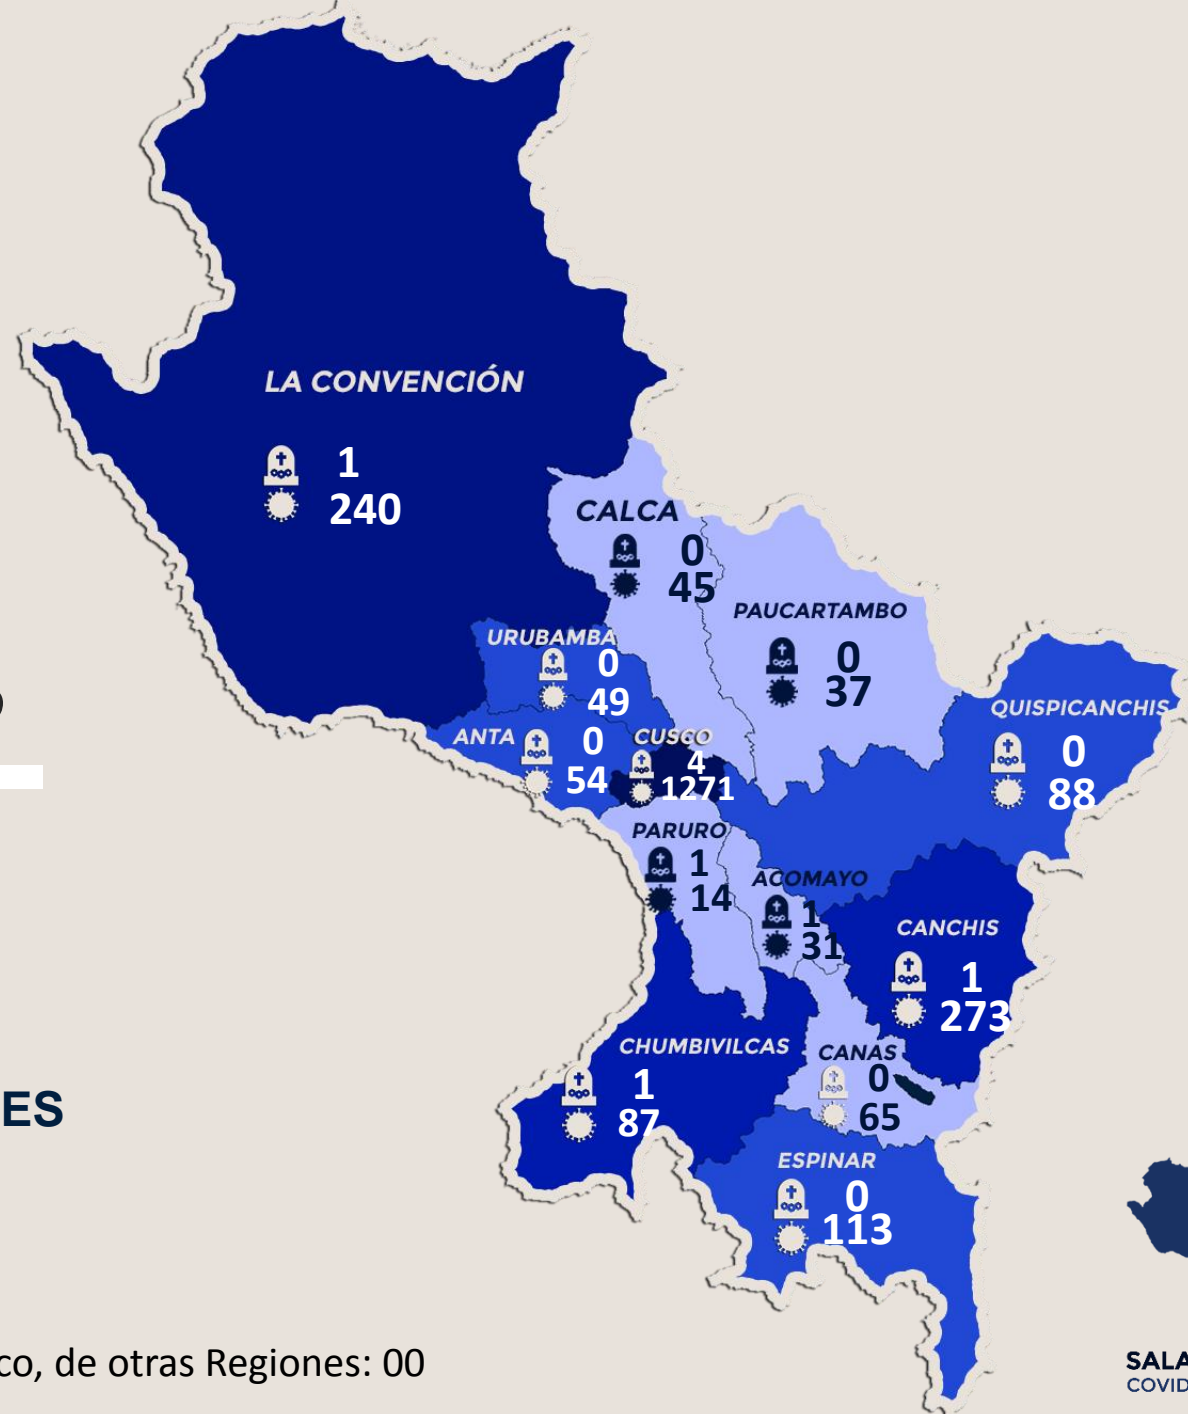 LA CONVENCIÓN
1
240
CALCA
0
45
PAUCARTAMBO
0
37
URUBAMBA
0
49
QUISPICANCHIS
0
88
ANTA
0
54
CUSCO
4
1271
PARURO
1
14
ACOMAYO
1
31
CANCHIS
1
273
CHUMBIVILCAS
1
87
CANAS
0
65
ES
ESPINAR
0
113
co, de otras Regiones: 00
SALA
COVID